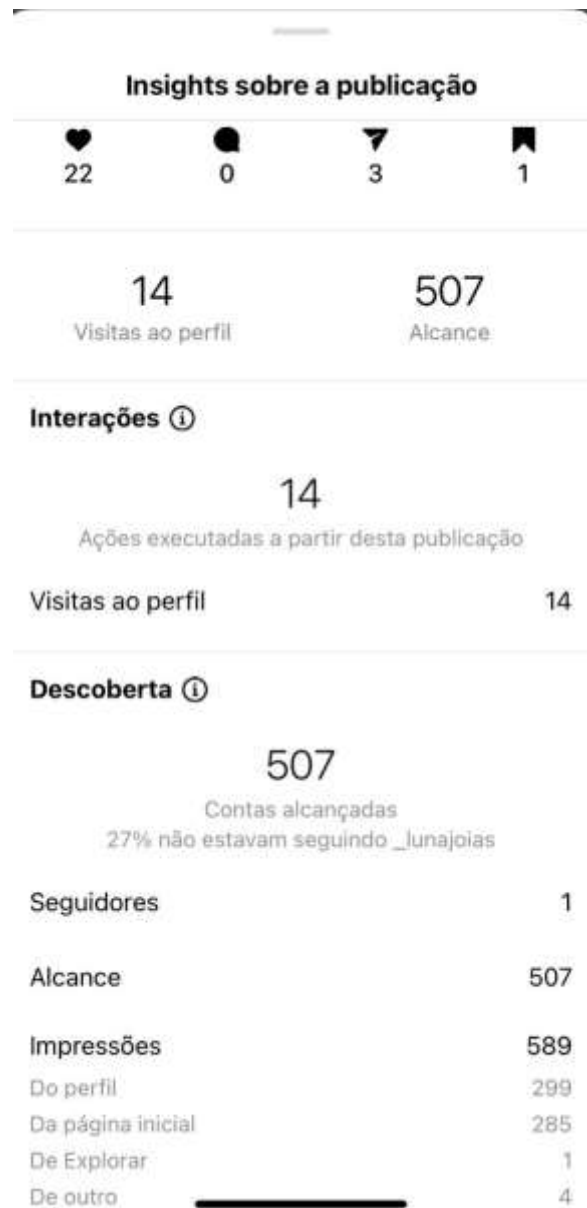 Insights sobre a publicação
22 0 3 1
14 507
Visitas ao perfil Alcance
Interações
14
Ações executadas a partir desta publicação
Visitas ao perfil 14
Descoberta
507
Contas alcançadas
27% não estavam seguindo _lunajoias
Seguidores 1
Alcance 507
Impressões 589
Do perfil 299
Da página inicial 285
De Explorar 1
De outro 4